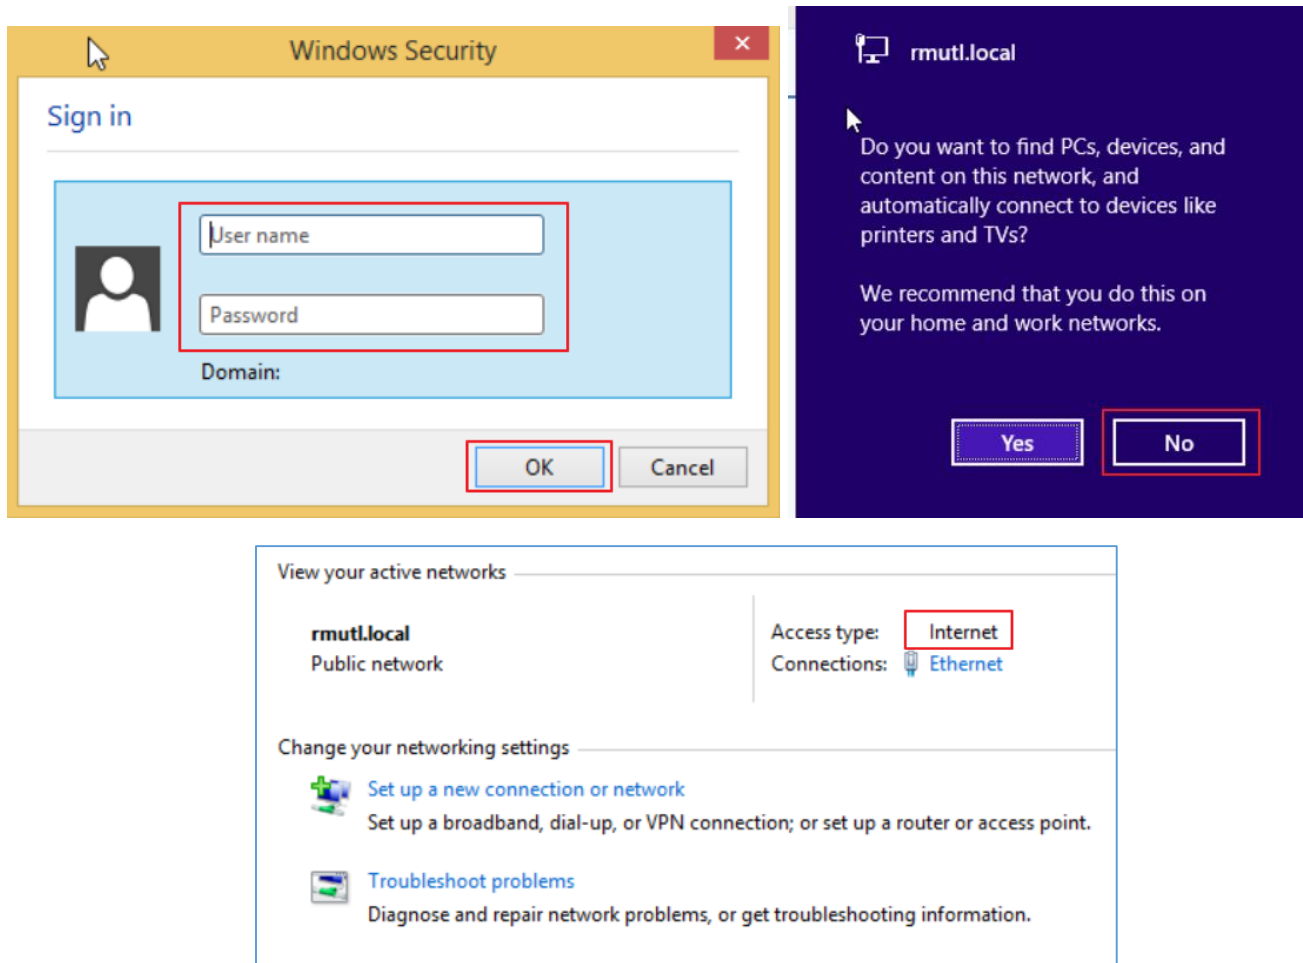 Windows Security
Sign in
User name
Password
Domain:
OK
Cancel
rmutl.local
Do you want to find PCs, devices, and
content on this network, and
automatically connect to devices like
printers and TVs?
We recommend that you do this on
your home and work networks.
Yes
No
View your active networks
rmutl.local
Public network
Access type: Internet
Connections: Ethernet
Change your networking settings
Set up a new connection or network
Set up a broadband, dial-up, or VPN connection; or set up a router or access point.
Troubleshoot problems
Diagnose and repair network problems, or get troubleshooting information.